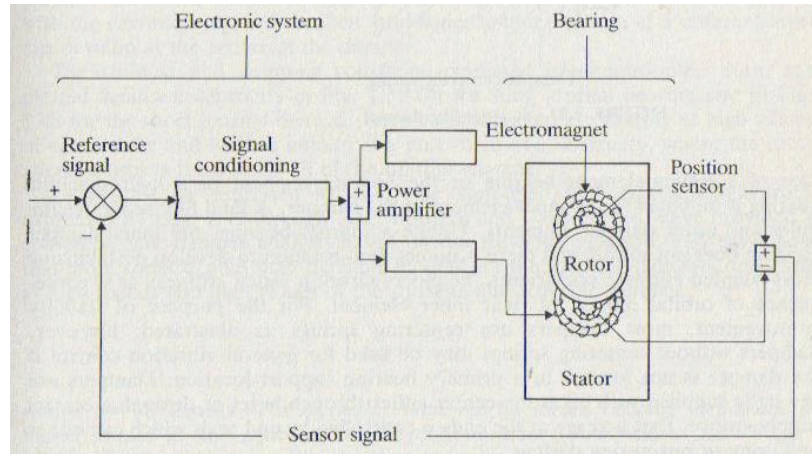 Electronic system
Bearing
Reference
signal
Signal
conditioning
Electromagnet
Position
sensor
+
+
−
Power
amplifier
Rotor
+
−
Stator
Sensor signal